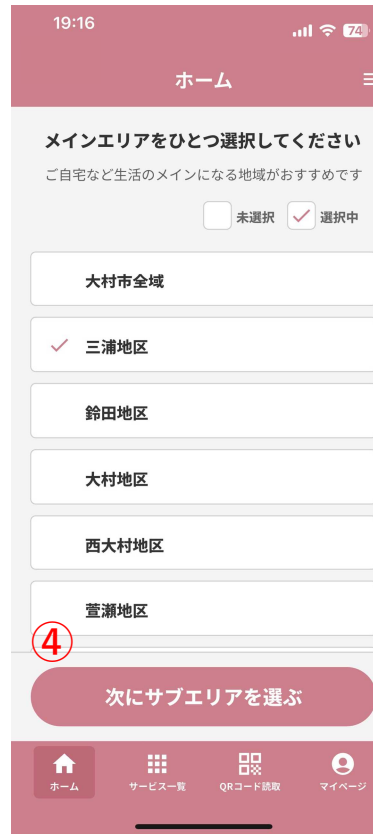 19:16
74
ホーム
メインエリアをひとつ選択してください
ご自宅など生活のメインになる地域がおすすめです
未選択 選択中
大村市全域
三浦地区
鈴田地区
大村地区
西大村地区
萱瀬地区
④
次にサブエリアを選ぶ
ホーム サービス一覧 QRコード読取 マイページ